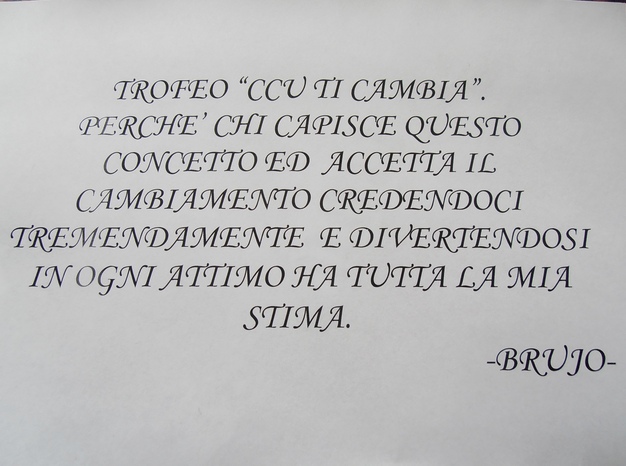 TROFEO “CCU TI CAMBIA”.
PERCHE’ CHI CAPISCE QUESTO
CONCETTO ED ACCETTA IL
CAMBIAMENTO CREDENDOCI
TREMENDAMENTE E DIVERTENDOSI
IN OGNI ATTIMO HA TUTTA LA MIA
STIMA.
-BRUJO-